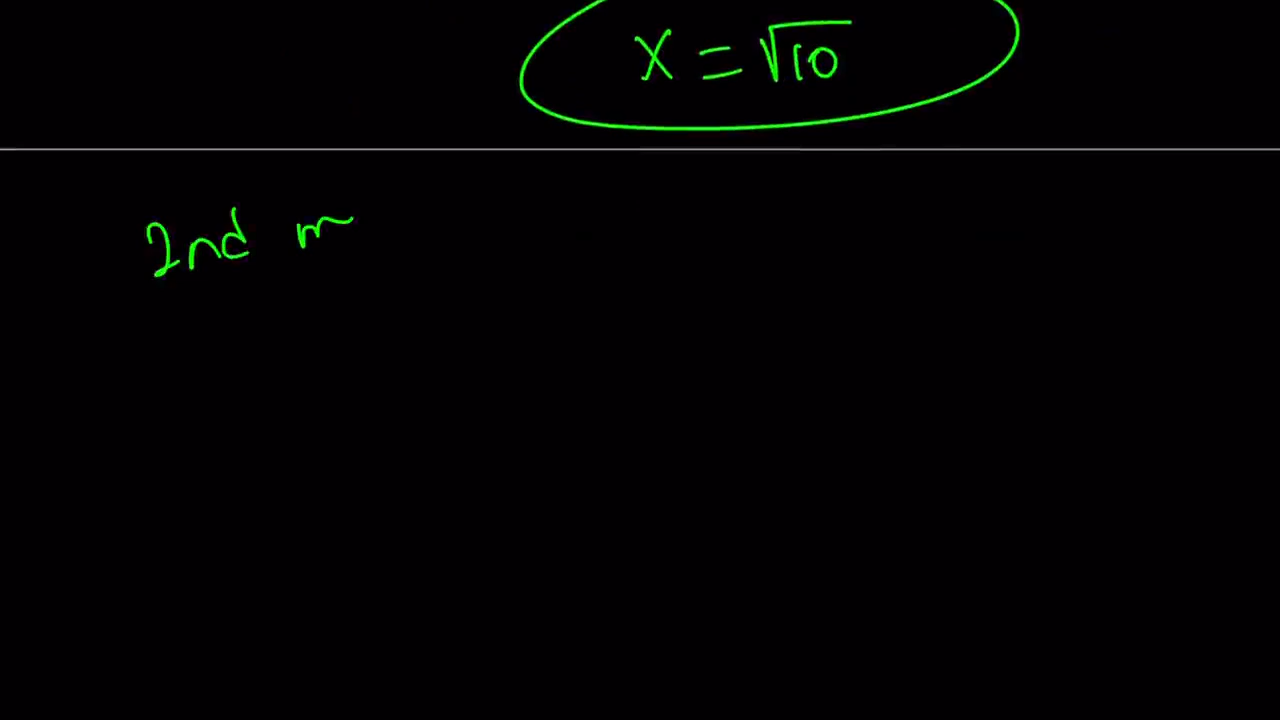 x = √10
2nd m